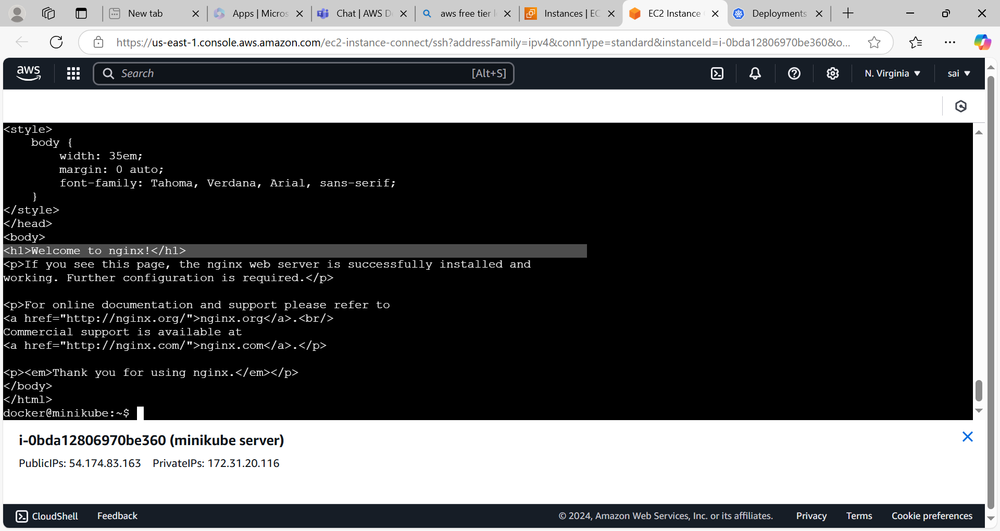 New tab
Apps | Micros
Chat | AWS D
aws free tier l
Instances | EC
EC2 Instance
Deployments
https://us-east-1.console.aws.amazon.com/ec2-instance-connect/ssh?addressFamily=ipv4&connType=standard&instanceId=i-0bda12806970be360&o...
aws
Search
[Alt+S]
N. Virginia
sai
<style>
    body {
        width: 35em;
        margin: 0 auto;
        font-family: Tahoma, Verdana, Arial, sans-serif;
    }
</style>
</head>
<body>
<h1>Welcome to nginx!</h1>
<p>If you see this page, the nginx web server is successfully installed and
working. Further configuration is required.</p>
<p>For online documentation and support please refer to
<a href="http://nginx.org/">nginx.org</a>.<br/>
Commercial support is available at
<a href="http://nginx.com/">nginx.com</a>.</p>
<p><em>Thank you for using nginx.</em></p>
</body>
</html>
docker@minikube:~$
i-0bda12806970be360 (minikube server)
PublicIPs: 54.174.83.163 PrivateIPs: 172.31.20.116
CloudShell
Feedback
© 2024, Amazon Web Services, Inc. or its affiliates.
Privacy
Terms
Cookie preferences